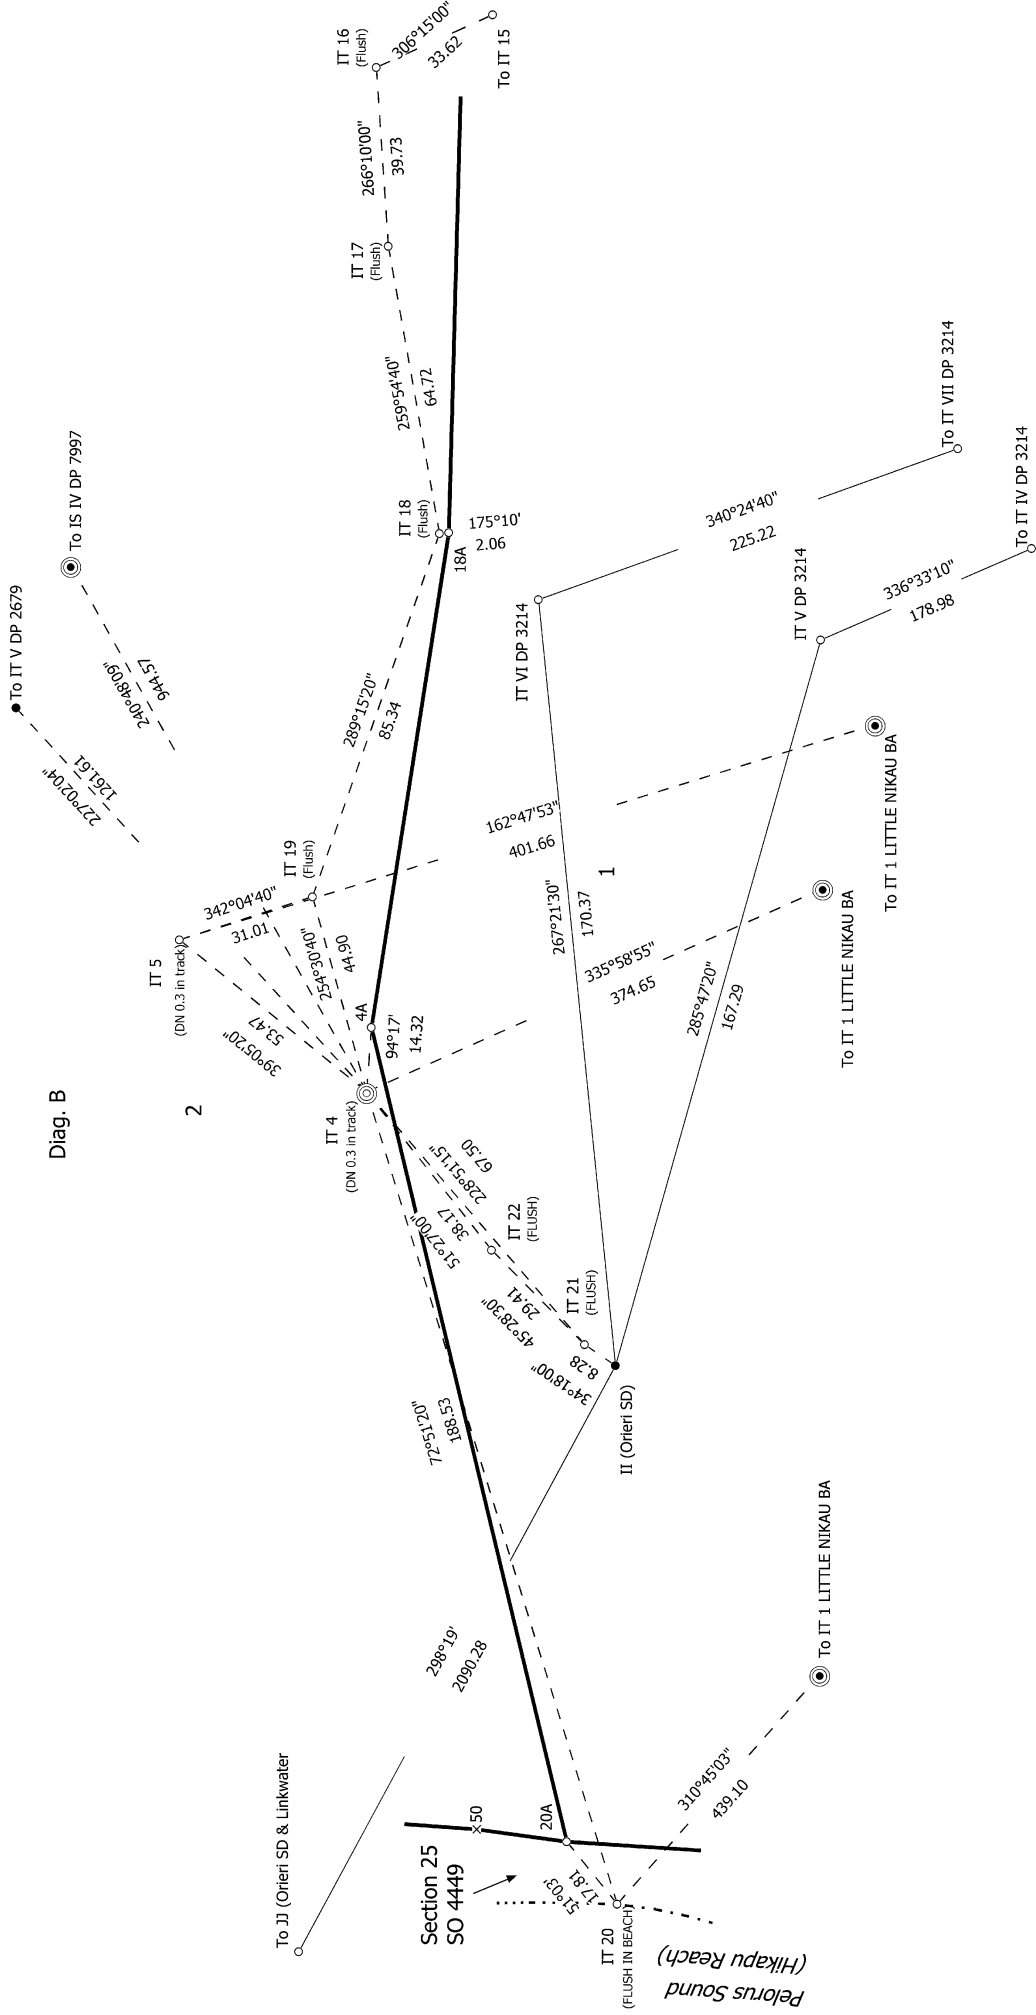 Diag. B
2
1
To JJ (Orieri SD & Linkwater
Section 25
SO 4449
50
20A
51°03'
17.81
IT 20
(FLUSH IN BEACH)
Pelorus Sound
(Hikapu Reach)
310°45'03"
439.10
To IT 1 LITTLE NIKAU BA
298°19'
2090.28
72°51'20"
188.53
II (Orieri SD)
34°18'00"
8.28
IT 21
(FLUSH)
45°28'30"
29.41
IT 22
(FLUSH)
51°27'00"
38.17
228°51'15"
67.50
IT 4
(DN 0.3 in track)
4A
94°17'
14.32
IT 5
(DN 0.3 in track)
39°05'20"
53.47
342°04'40"
31.01
254°30'40"
44.90
IT 19
(Flush)
227°02'04"
1261.61
To IT V DP 2679
240°48'09"
944.57
To IS IV DP 7997
335°58'55"
374.65
To IT 1 LITTLE NIKAU BA
162°47'53"
401.66
To IT 1 LITTLE NIKAU BA
267°21'30"
170.37
285°47'20"
167.29
IT VI DP 3214
IT V DP 3214
289°15'20"
85.34
IT 18
(Flush)
18A
175°10'
2.06
340°24'40"
225.22
To IT VII DP 3214
336°33'10"
178.98
To IT IV DP 3214
259°54'40"
64.72
IT 17
(Flush)
266°10'00"
39.73
IT 16
(Flush)
306°15'00"
33.62
To IT 15